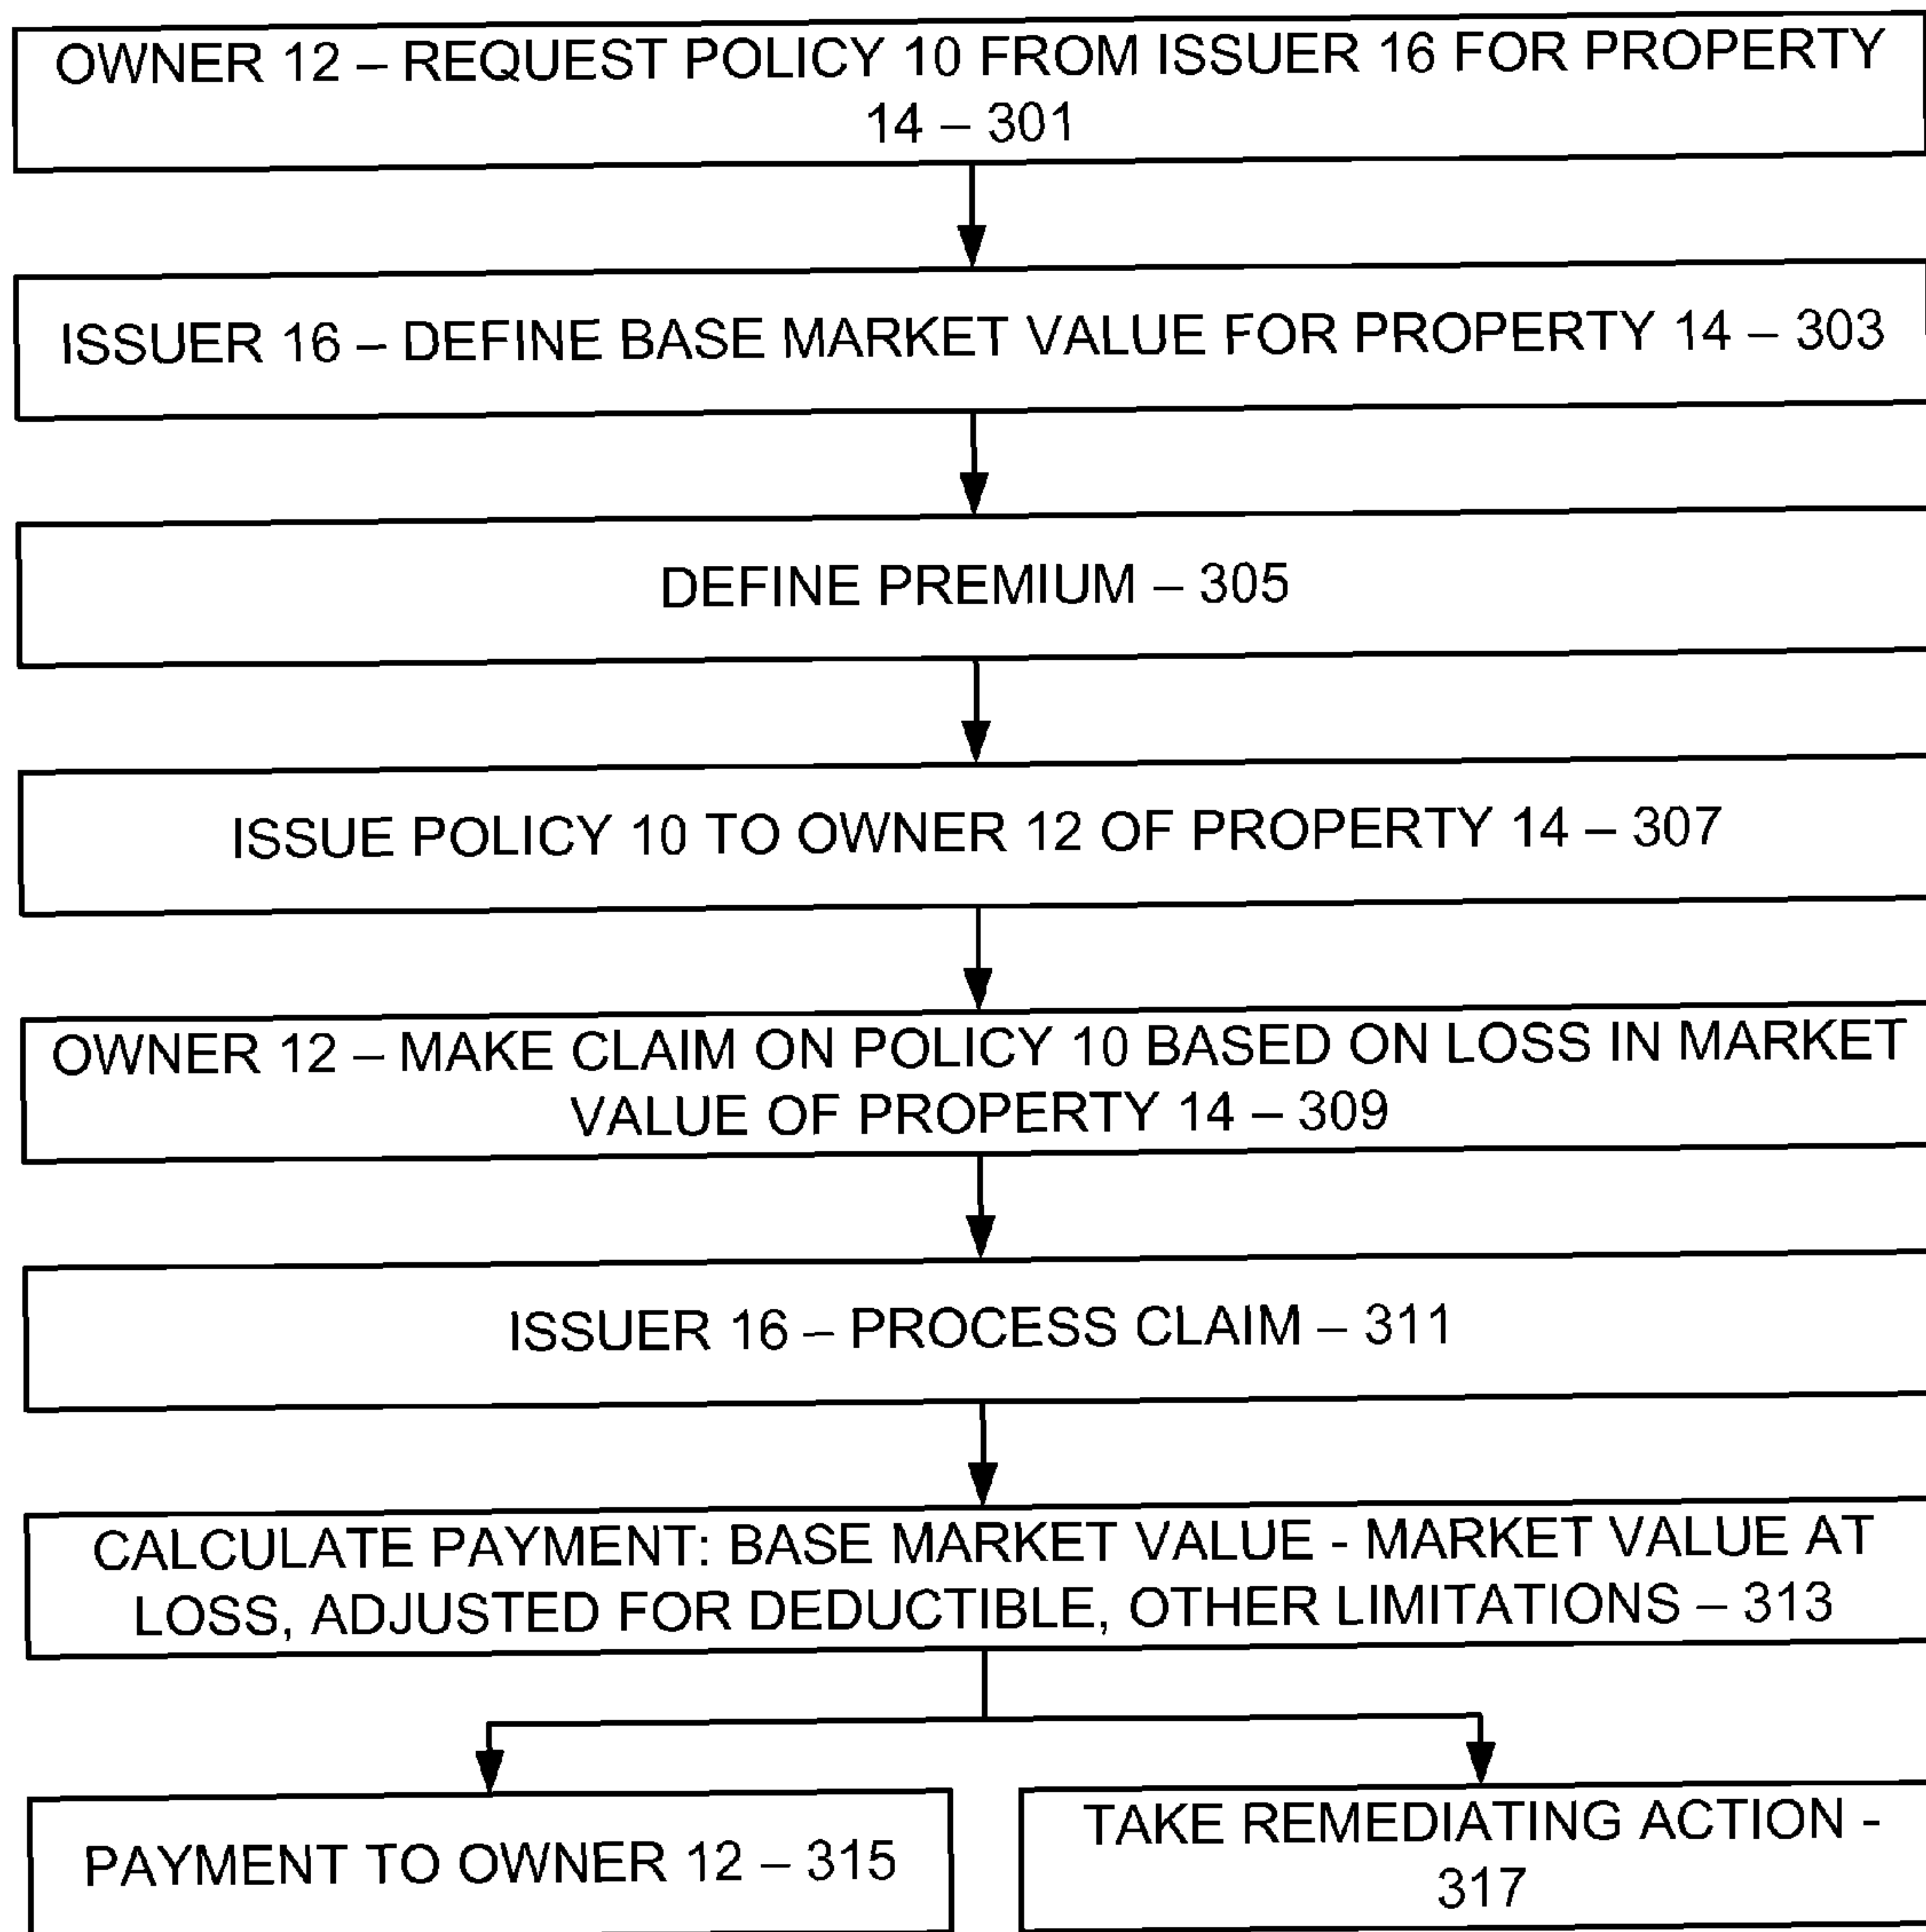 OWNER 12 – REQUEST POLICY 10 FROM ISSUER 16 FOR PROPERTY
14 – 301
ISSUER 16 – DEFINE BASE MARKET VALUE FOR PROPERTY 14 – 303
DEFINE PREMIUM – 305
ISSUE POLICY 10 TO OWNER 12 OF PROPERTY 14 – 307
OWNER 12 – MAKE CLAIM ON POLICY 10 BASED ON LOSS IN MARKET
VALUE OF PROPERTY 14 – 309
ISSUER 16 – PROCESS CLAIM – 311
CALCULATE PAYMENT: BASE MARKET VALUE - MARKET VALUE AT
LOSS, ADJUSTED FOR DEDUCTIBLE, OTHER LIMITATIONS – 313
PAYMENT TO OWNER 12 – 315
TAKE REMEDIATING ACTION -
317